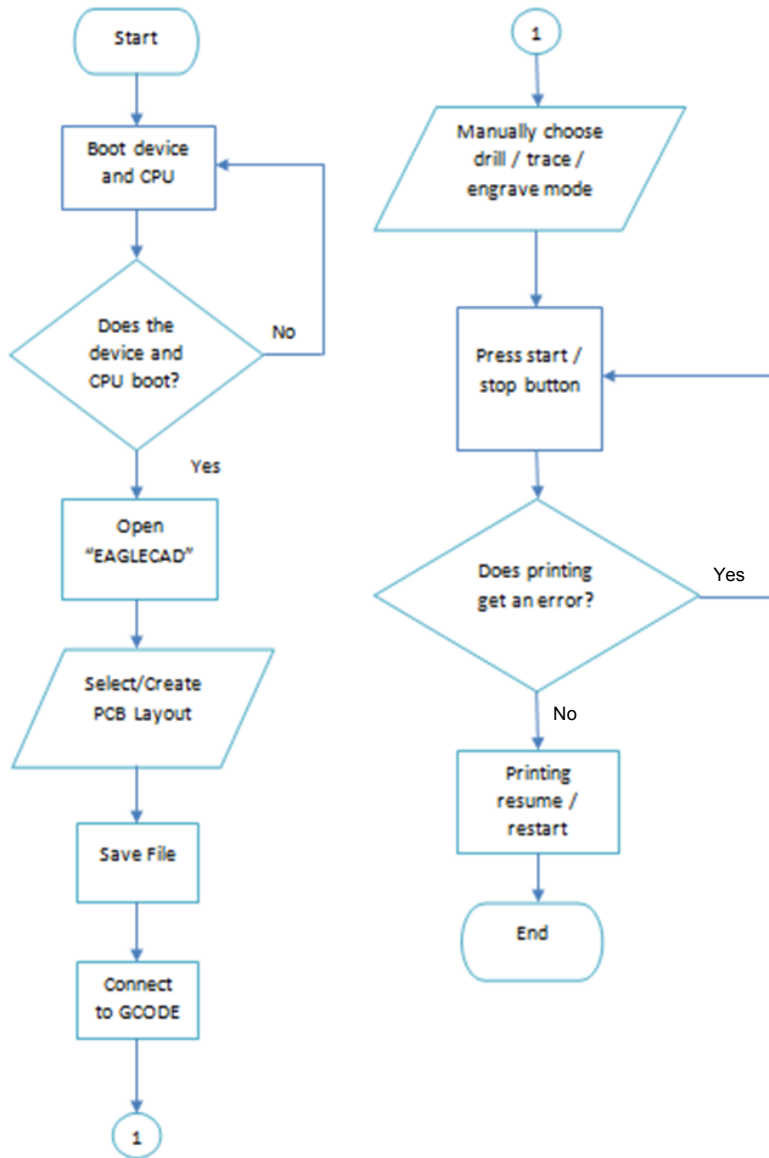 Start
Boot device
and CPU
Does the
device and
CPU boot?
No
Yes
Open
“EAGLECAD”
Select/Create
PCB Layout
Save File
Connect
to GCODE
1
1
Manually choose
drill / trace /
engrave mode
Press start /
stop button
Does printing
get an error?
Yes
No
Printing
resume /
restart
End